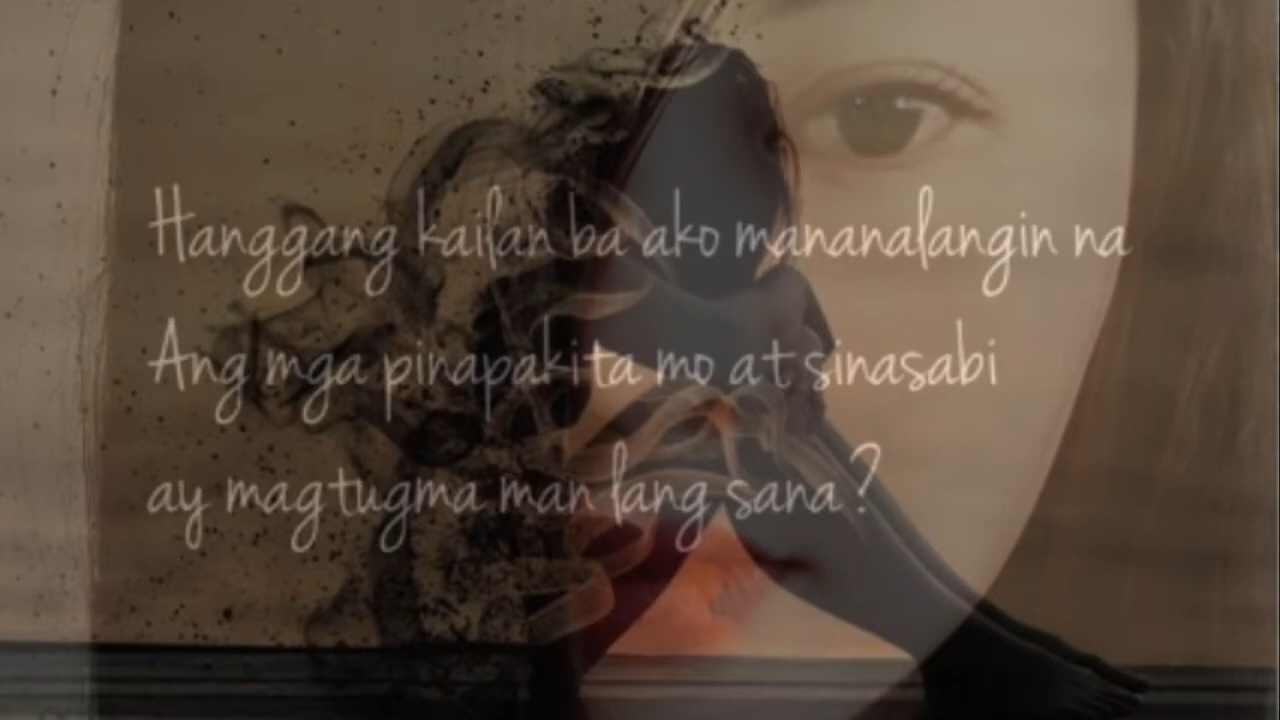 Hanggang kailan ba ako mananalangin na
Ang mga pinapakita mo at sinasabi
ay magtugma man lang sana?